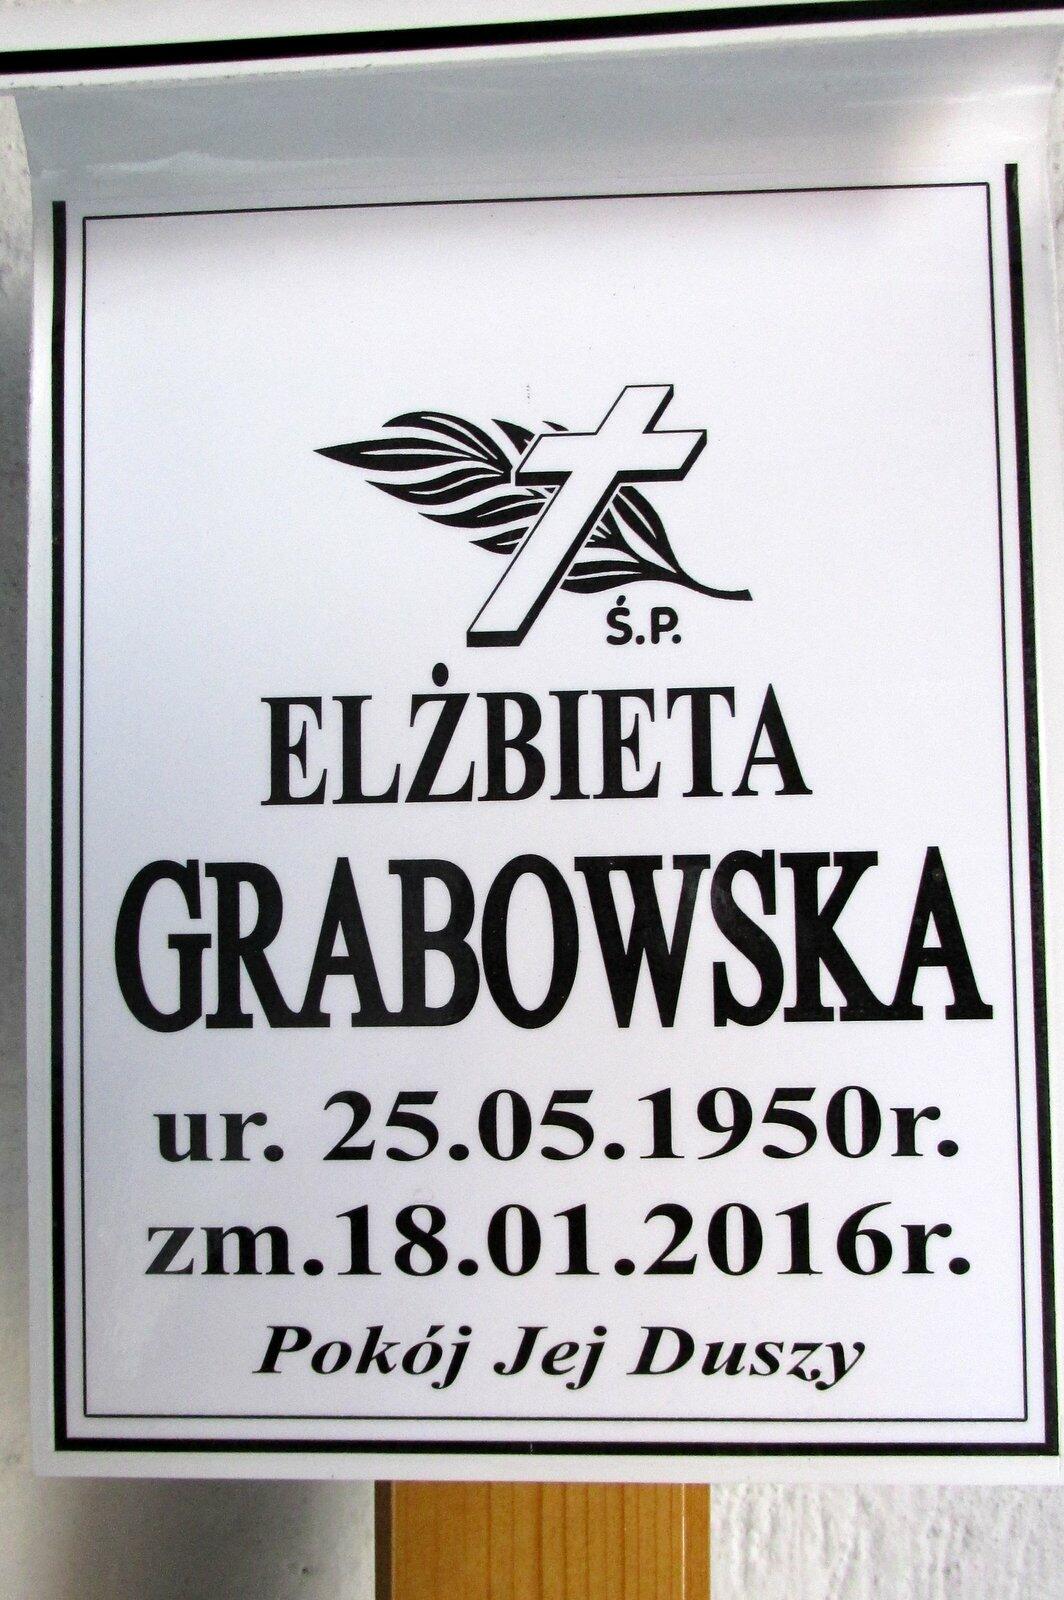 Ś.P.
ELŻBIETA
GRABOWSKA
ur. 25.05.1950r.
zm.18.01.2016r.
Pokój Jej Duszy